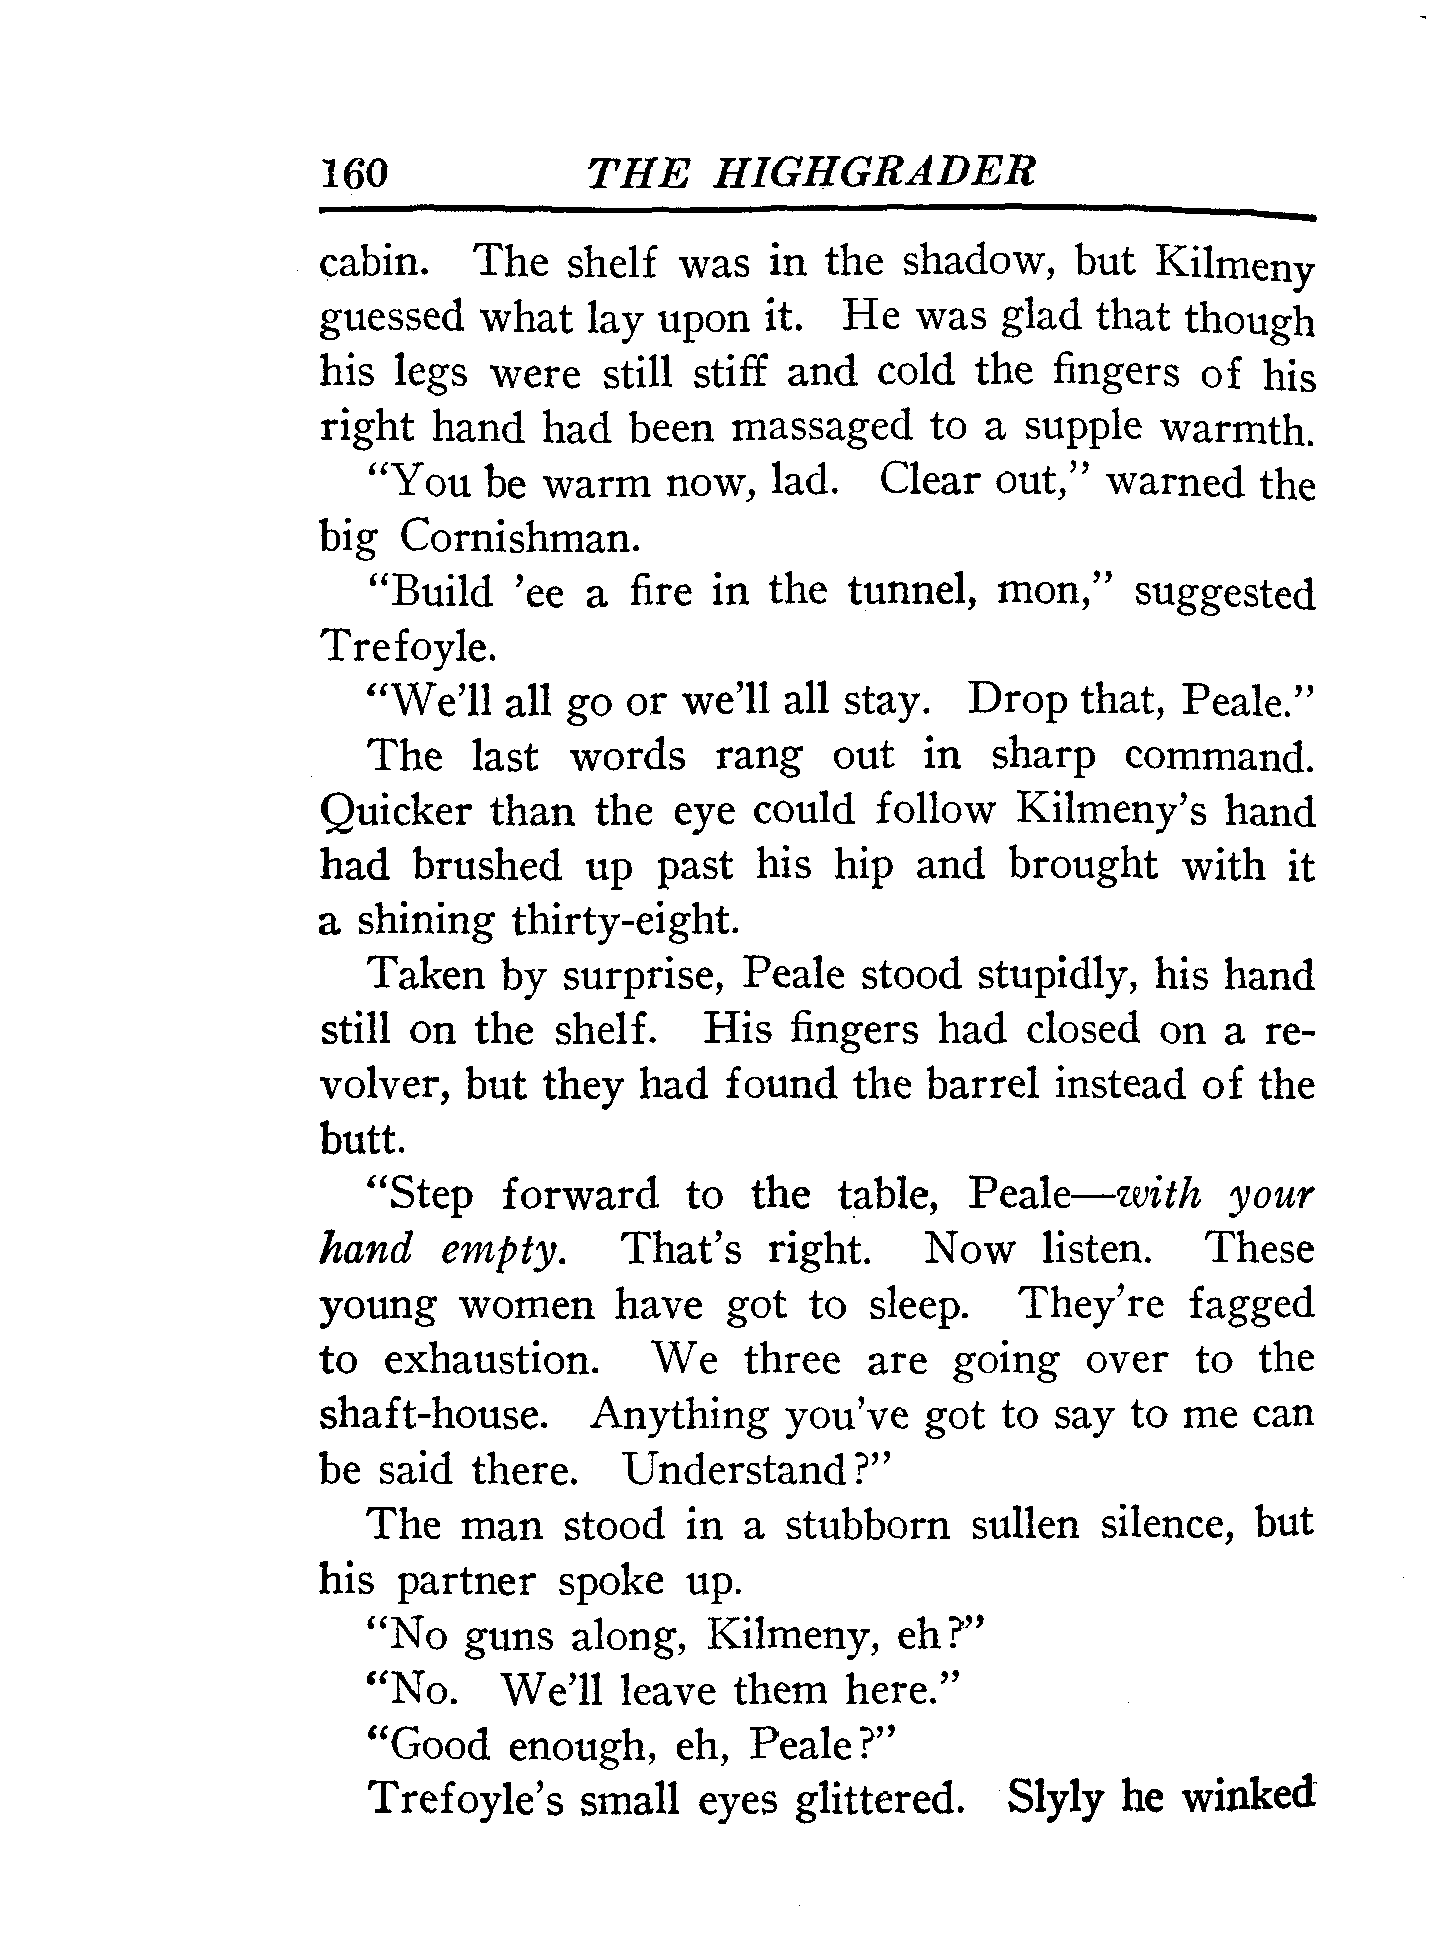 160 THE HIGHGRADER
cabin. The shelf was in the shadow, but Kilmeny
guessed what lay upon it. He was glad that though
his legs were still stiff and cold the fingers of his
right hand had been massaged to a supple warmth.
“You be warm now, lad. Clear out,” warned the
big Cornishman.
“Build ’ee a fire in the tunnel, mon,” suggested
Trefoyle.
“We’ll all go or we’ll all stay. Drop that, Peale.”
The last words rang out in sharp command.
Quicker than the eye could follow Kilmeny’s hand
had brushed up past his hip and brought with it
a shining thirty-eight.
Taken by surprise, Peale stood stupidly, his hand
still on the shelf. His fingers had closed on a re-
volver, but they had found the barrel instead of the
butt.
“Step forward to the table, Peale—with your
hand empty. That’s right. Now listen. These
young women have got to sleep. They’re fagged
to exhaustion. We three are going over to the
shaft-house. Anything you’ve got to say to me can
be said there. Understand?”
The man stood in a stubborn sullen silence, but
his partner spoke up.
“No guns along, Kilmeny, eh?”
“No. We’ll leave them here.”
“Good enough, eh, Peale?”
Trefoyle’s small eyes glittered. Slyly he winked